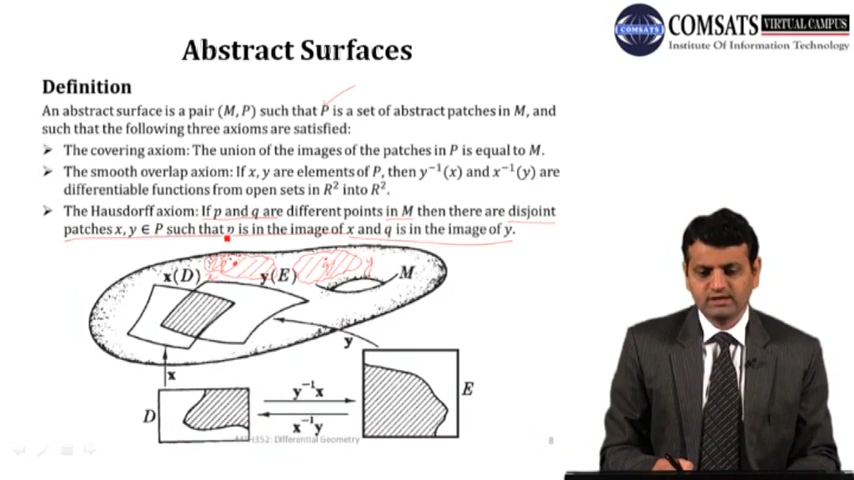 COMSATS VIRTUAL CAMPUS
COMSATS
Institute Of Information Technology
Abstract Surfaces
Definition
An abstract surface is a pair (M, P) such that P is a set of abstract patches in M, and
such that the following three axioms are satisfied:
➤ The covering axiom: The union of the images of the patches in P is equal to M.
➤ The smooth overlap axiom: If x, y are elements of P, then y⁻¹(x) and x⁻¹(y) are
differentiable functions from open sets in R² into R².
➤ The Hausdorff axiom: If p and q are different points in M then there are disjoint
patches x, y ∈ P such that p is in the image of x and q is in the image of y.
x(D) y(E) M
y
x
D y⁻¹x E
x⁻¹y
352: Differential Geometry
8